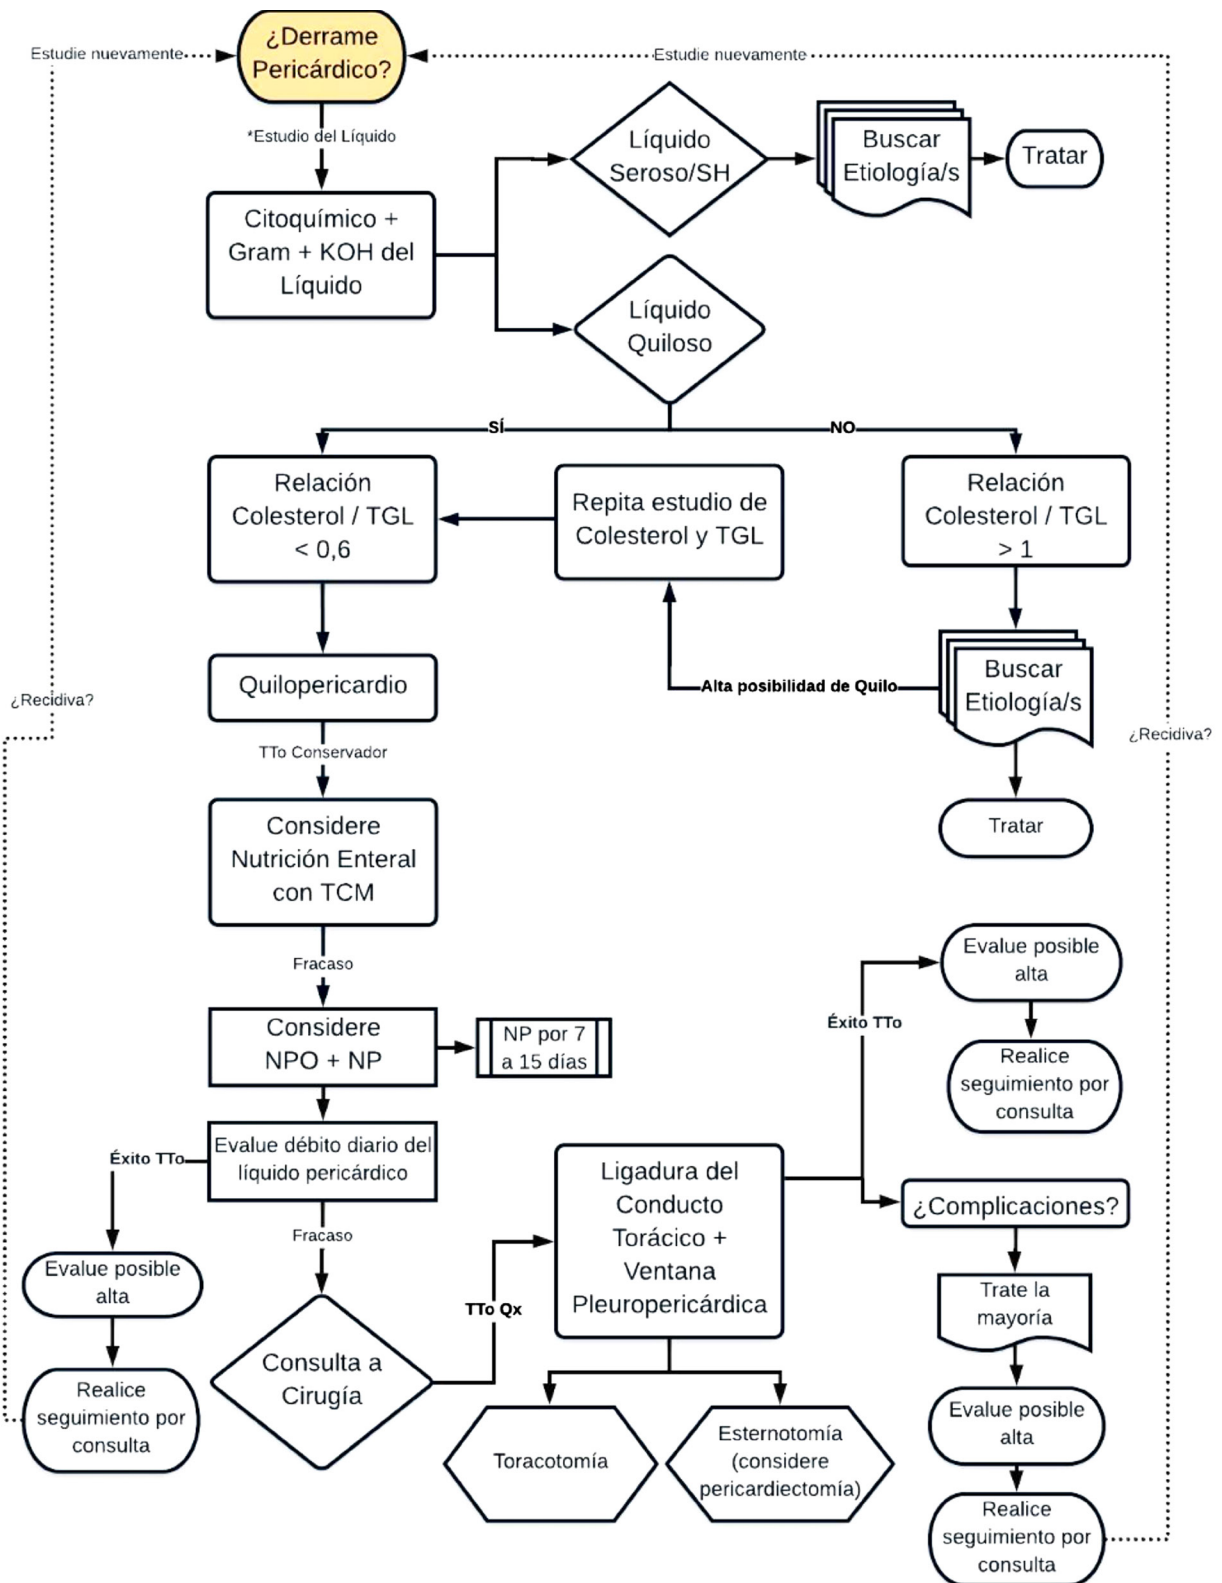 ¿Derrame
Pericárdico?
Estudie nuevamente
Estudie nuevamente
*Estudio del Líquido
Citoquímico +
Gram + KOH del
Líquido
Líquido
Seroso/SH
Buscar
Etiología/s
Tratar
Líquido
Quiloso
SÍ
NO
Relación
Colesterol / TGL
< 0,6
Repita estudio de
Colesterol y TGL
Relación
Colesterol / TGL
> 1
Buscar
Etiología/s
Alta posibilidad de Quilo
Tratar
¿Recidiva?
¿Recidiva?
Quilopericardio
TTo Conservador
Considere
Nutrición Enteral
con TCM
Fracaso
Considere
NPO + NP
NP por 7
a 15 días
Evalue débito diario del
líquido pericárdico
Éxito TTo
Evalue posible
alta
Realice
seguimiento por
consulta
Fracaso
Consulta a
Cirugía
TTo Qx
Ligadura del
Conducto
Torácico +
Ventana
Pleuropericárdica
Toracotomía
Esternotomía
(considere
pericardiectomía)
Éxito TTo
Evalue posible
alta
Realice
seguimiento por
consulta
¿Complicaciones?
Trate la
mayoría
Evalue posible
alta
Realice
seguimiento por
consulta